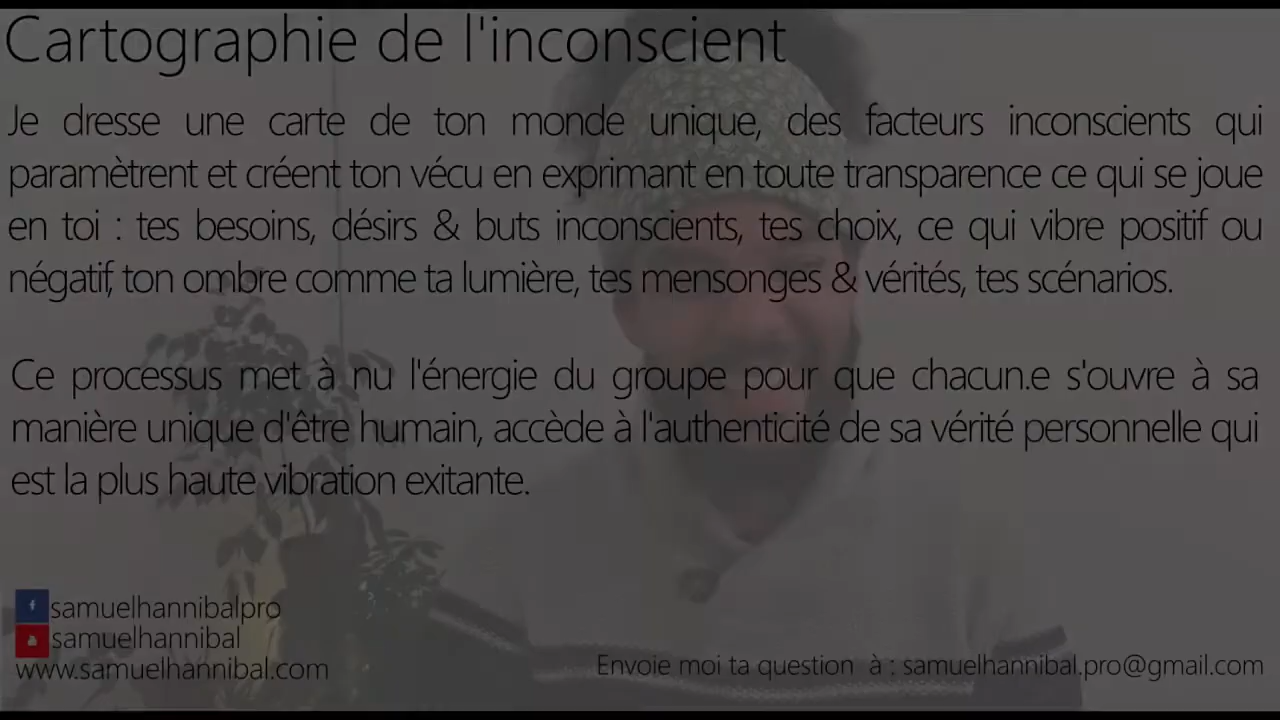 Cartographie de l'inconscient
Je dresse une carte de ton monde unique, des facteurs inconscients qui
paramètrent et créent ton vécu en exprimant en toute transparence ce qui se joue
en toi : tes besoins, désirs & buts inconscients, tes choix, ce qui vibre positif ou
négatif, ton ombre comme ta lumière, tes mensonges & vérités, tes scénarios.
Ce processus met à nu l'énergie du groupe pour que chacun.e s'ouvre à sa
manière unique d'être humain, accède à l'authenticité de sa vérité personnelle qui
est la plus haute vibration exitante.
samuelhannibalpro
samuelhannibal
www.samuelhannibal.com
Envoie moi ta question à : samuelhannibal.pro@gmail.com